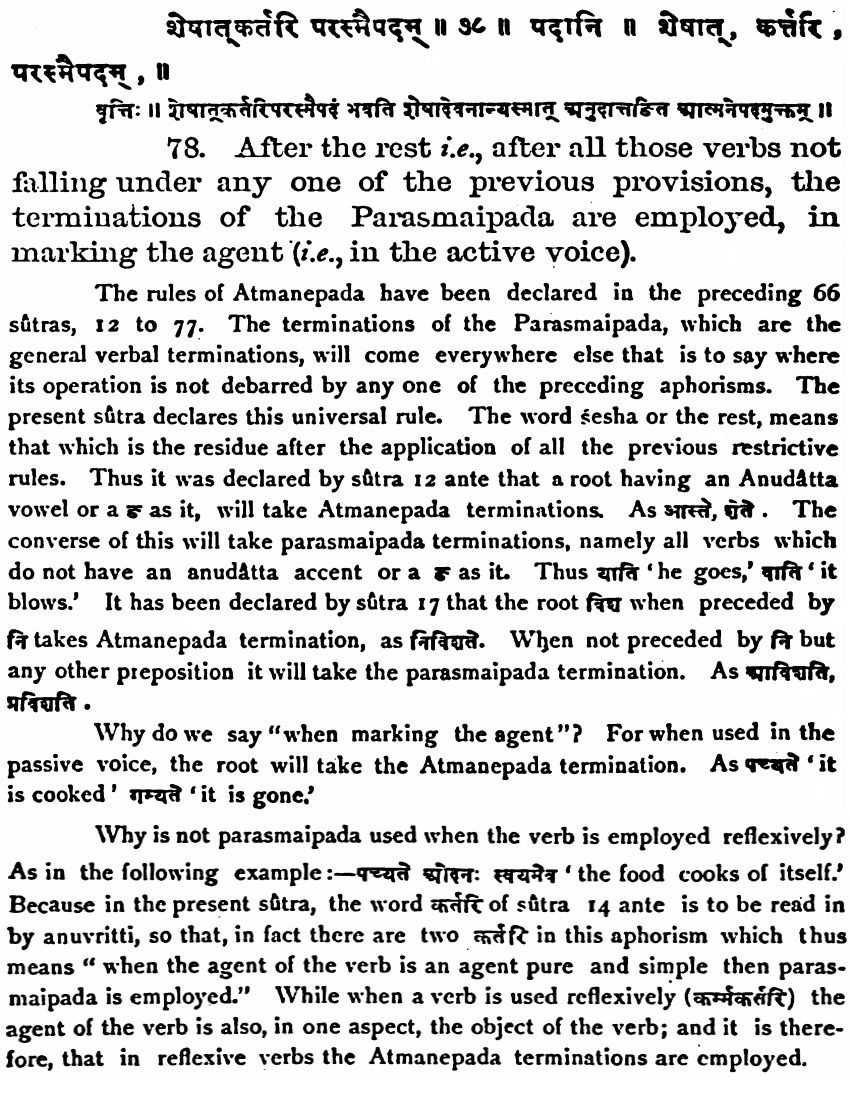 शेषात्कर्तरि परस्मैपदम् ॥ ७८ ॥ पदानि ॥ शेषात्, कर्त्तरि,
परस्मैपदम्, ॥
वृत्तिः ॥ शेषात्कर्तरिपरस्मैपदं भवति शेषादेवनान्यस्मात् अनुदात्तङित आत्मनेपदमुक्तम् ॥
78. After the rest i.e., after all those verbs not
falling under any one of the previous provisions, the
terminations of the Parasmaipada are employed, in
marking the agent (i.e., in the active voice).
The rules of Atmanepada have been declared in the preceding 66
sûtras, 12 to 77. The terminations of the Parasmaipada, which are the
general verbal terminations, will come everywhere else that is to say where
its operation is not debarred by any one of the preceding aphorisms. The
present sûtra declares this universal rule. The word śesha or the rest, means
that which is the residue after the application of all the previous restrictive
rules. Thus it was declared by sûtra 12 ante that a root having an Anudâtta
vowel or a ङ as it, will take Atmanepada terminations. As आस्ते, शेते. The
converse of this will take parasmaipada terminations, namely all verbs which
do not have an anudâtta accent or a ङ as it. Thus याति 'he goes,' वाति 'it
blows.' It has been declared by sûtra 17 that the root विश when preceded by
नि takes Atmanepada termination, as निविशते. When not preceded by नि but
any other preposition it will take the parasmaipada termination. As आविशति,
प्रविशति.
Why do we say "when marking the agent"? For when used in the
passive voice, the root will take the Atmanepada termination. As पच्यते 'it
is cooked' गम्यते 'it is gone.'
Why is not parasmaipada used when the verb is employed reflexively?
As in the following example :—पच्यते ओदनः स्वयमेव 'the food cooks of itself.'
Because in the present sûtra, the word कर्तरि of sûtra 14 ante is to be read in
by anuvritti, so that, in fact there are two कर्तरि in this aphorism which thus
means "when the agent of the verb is an agent pure and simple then paras-
maipada is employed." While when a verb is used reflexively (कर्म्मकर्तरि) the
agent of the verb is also, in one aspect, the object of the verb; and it is there-
fore, that in reflexive verbs the Atmanepada terminations are employed.